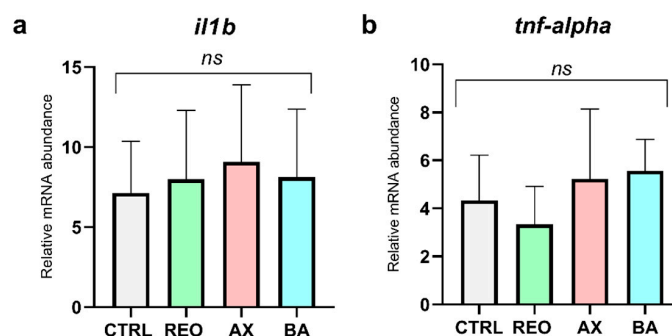 a
il1b
ns
Relative mRNA abundance
15
10
5
0
CTRL REO AX BA
b
tnf-alpha
ns
Relative mRNA abundance
10
8
6
4
2
0
CTRL REO AX BA